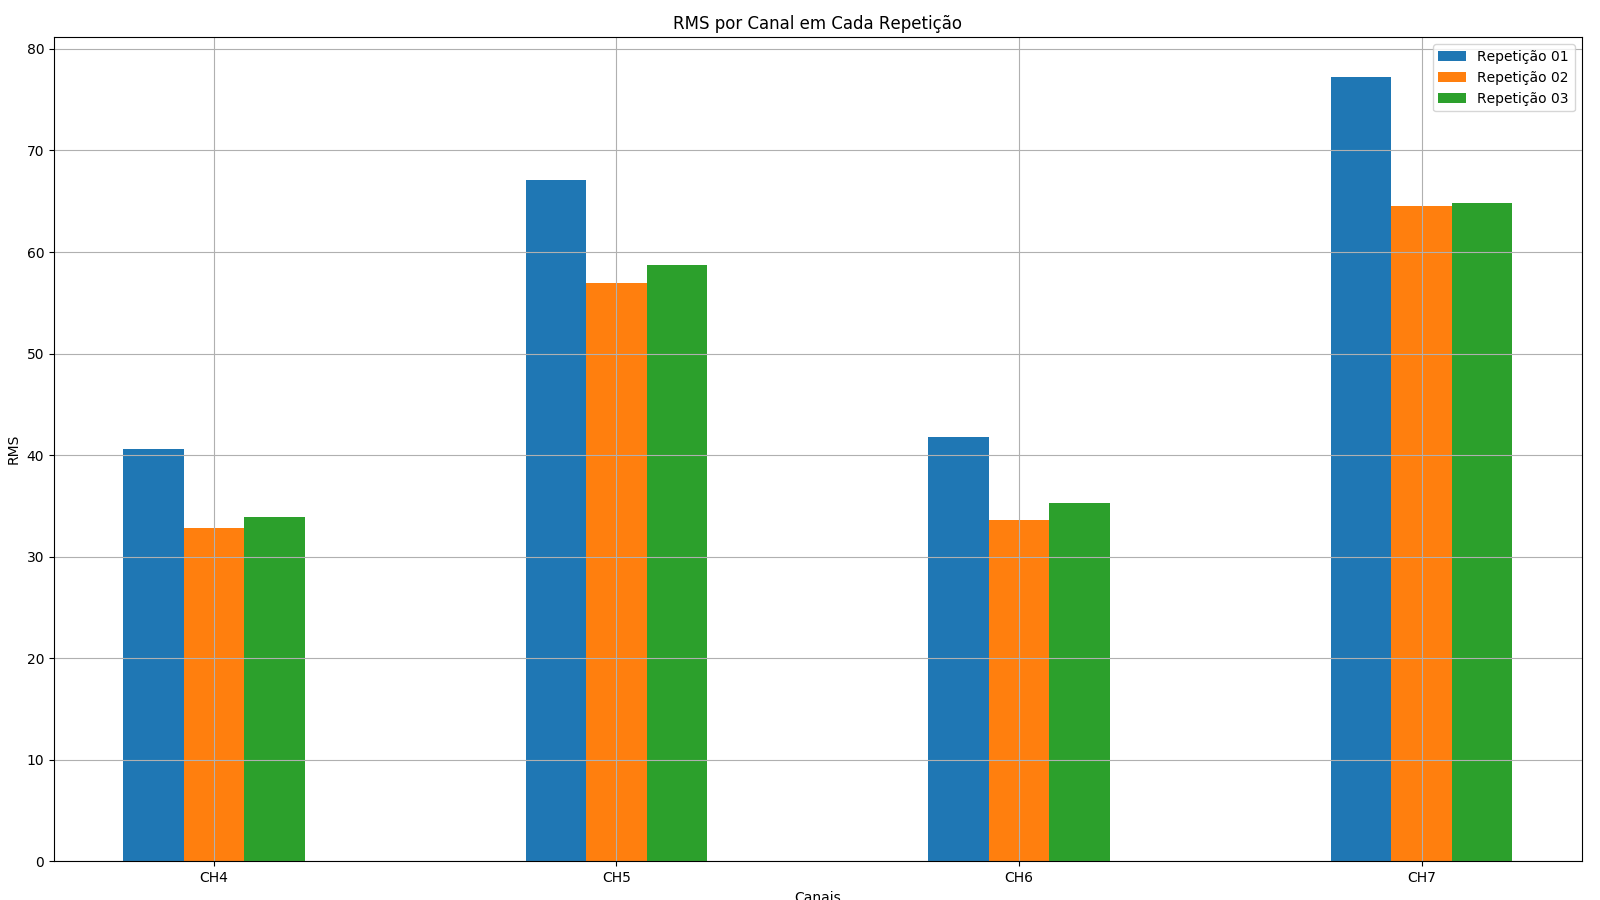 RMS por Canal em Cada Repetição
Repetição 01
Repetição 02
Repetição 03
80
70
60
50
40
30
20
10
0
RMS
CH4 CH5 CH6 CH7
Canais